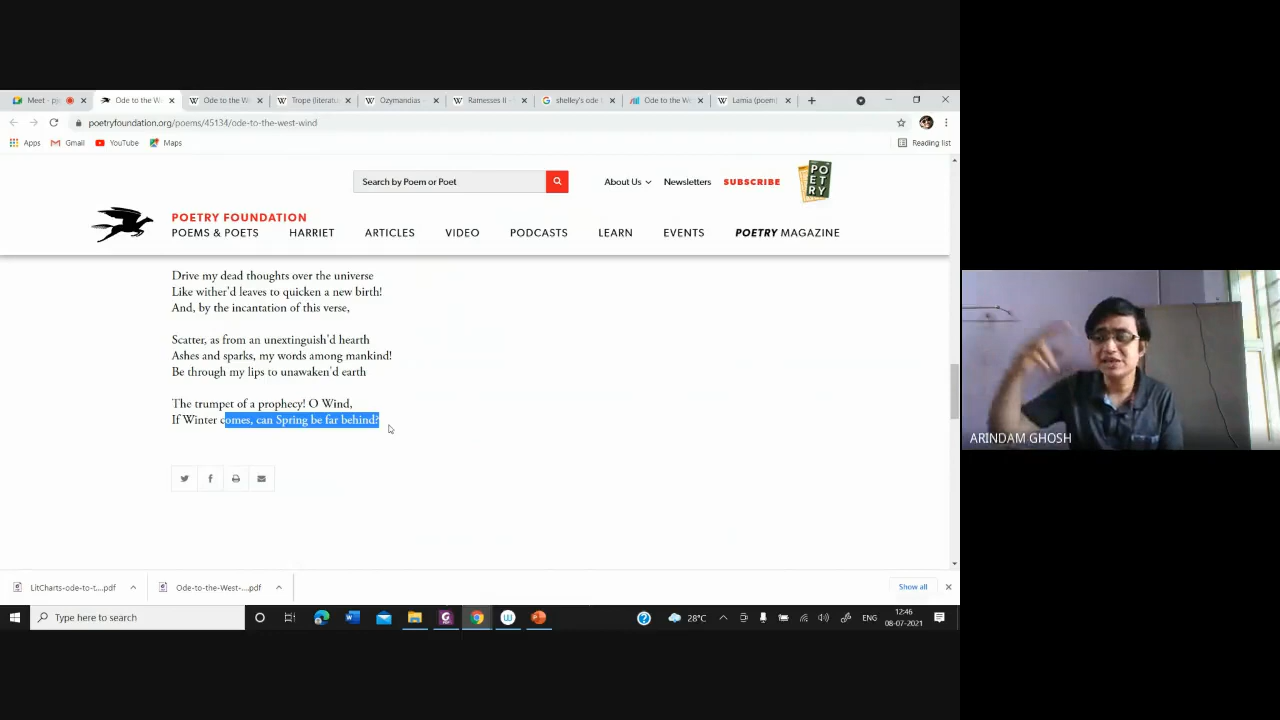 Meet - py
Ode to the W
Ode to the W
Trope (literatu
Ozymandias
Ramesses II -
shelley's ode
Ode to the W
Lamia (poem)
poetryfoundation.org/poems/45134/ode-to-the-west-wind
Apps
Gmail
YouTube
Maps
Reading list
Search by Poem or Poet
About Us
Newsletters
SUBSCRIBE
POETRY
POETRY FOUNDATION
POEMS & POETS
HARRIET
ARTICLES
VIDEO
PODCASTS
LEARN
EVENTS
POETRY MAGAZINE
Drive my dead thoughts over the universe
Like wither'd leaves to quicken a new birth!
And, by the incantation of this verse,
Scatter, as from an unextinguish'd hearth
Ashes and sparks, my words among mankind!
Be through my lips to unawaken'd earth
The trumpet of a prophecy! O Wind,
If Winter comes, can Spring be far behind?
ARINDAM GHOSH
LitCharts-ode-to-t....pdf
Ode-to-the-West-...pdf
Show all
Type here to search
28°C
ENG
12:46
08-07-2021